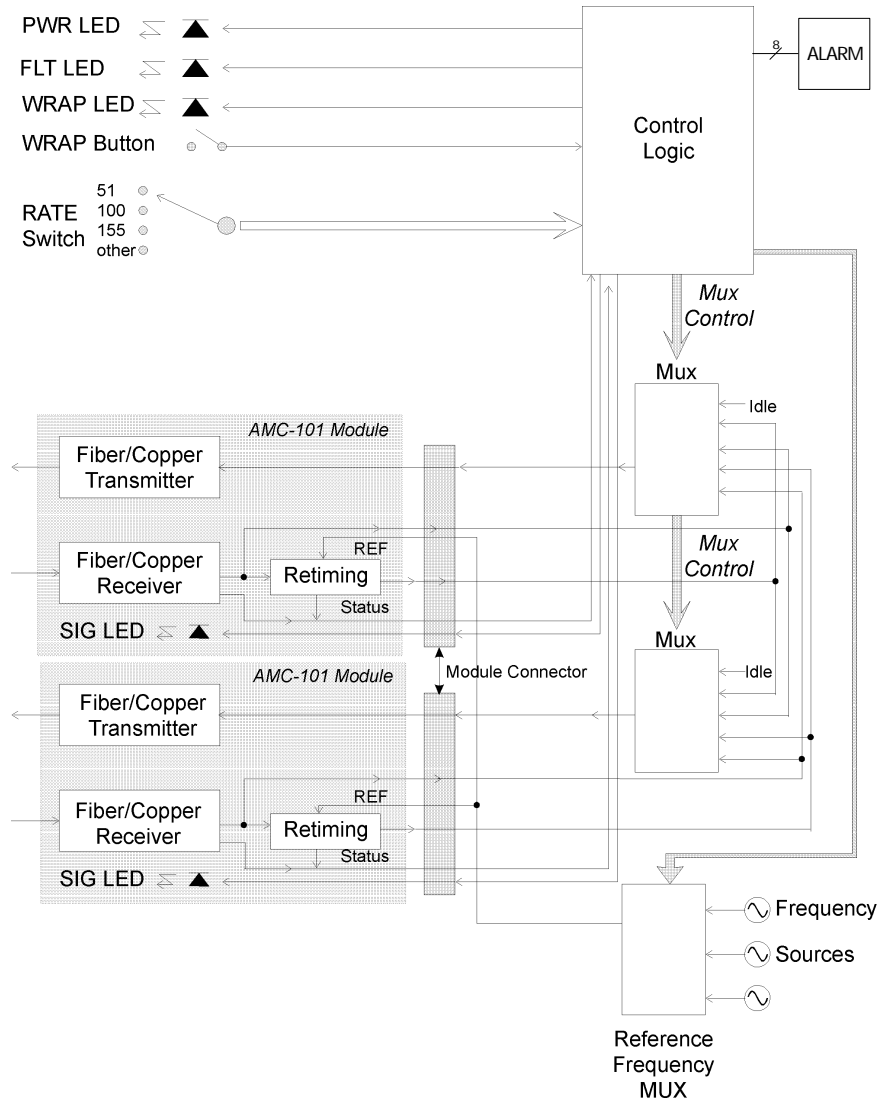 PWR LED
FLT LED
WRAP LED
WRAP Button
RATE
Switch
51
100
155
other
Control
Logic
8
ALARM
Mux
Control
Mux
Idle
AMC-101 Module
Fiber/Copper
Transmitter
Fiber/Copper
Receiver
REF
Retiming
Status
SIG LED
Mux
Control
Mux
Idle
Module Connector
AMC-101 Module
Fiber/Copper
Transmitter
Fiber/Copper
Receiver
REF
Retiming
Status
SIG LED
Frequency
Sources
Reference
Frequency
MUX